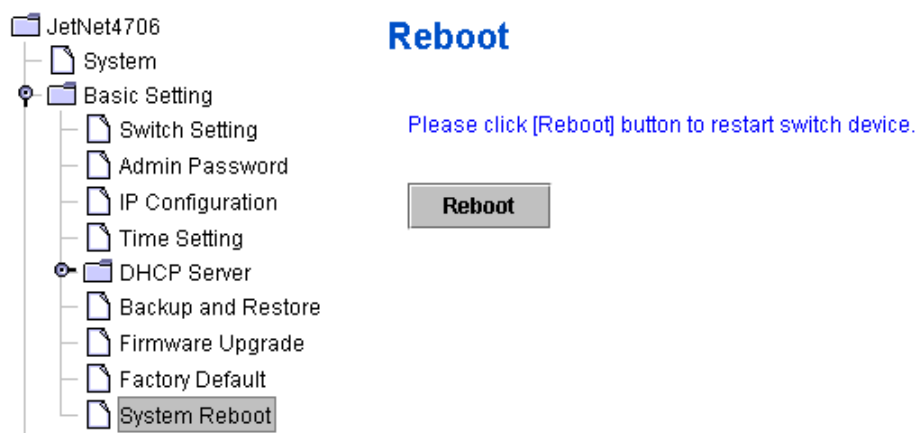 JetNet4706
System
Basic Setting
Switch Setting
Admin Password
IP Configuration
Time Setting
DHCP Server
Backup and Restore
Firmware Upgrade
Factory Default
System Reboot
Reboot
Please click [Reboot] button to restart switch device.
Reboot